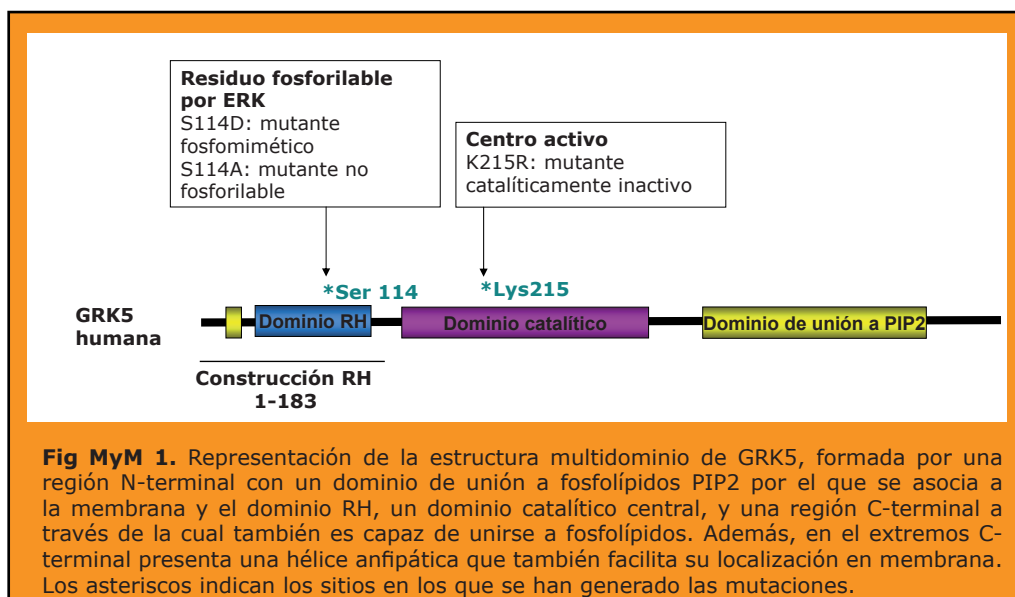 Residuo fosforilable
por ERK
S114D: mutante
fosfomimético
S114A: mutante no
fosforilable
Centro activo
K215R: mutante
catalíticamente inactivo
*Ser 114
*Lys215
GRK5
humana
Dominio RH
Dominio catalítico
Dominio de unión a PIP2
Construcción RH
1-183
Fig MyM 1. Representación de la estructura multidominio de GRK5, formada por una
región N-terminal con un dominio de unión a fosfolípidos PIP2 por el que se asocia a
la membrana y el dominio RH, un dominio catalítico central, y una región C-terminal a
través de la cual también es capaz de unirse a fosfolípidos. Además, en el extremos C-
terminal presenta una hélice anfipática que también facilita su localización en membrana.
Los asteriscos indican los sitios en los que se han generado las mutaciones.